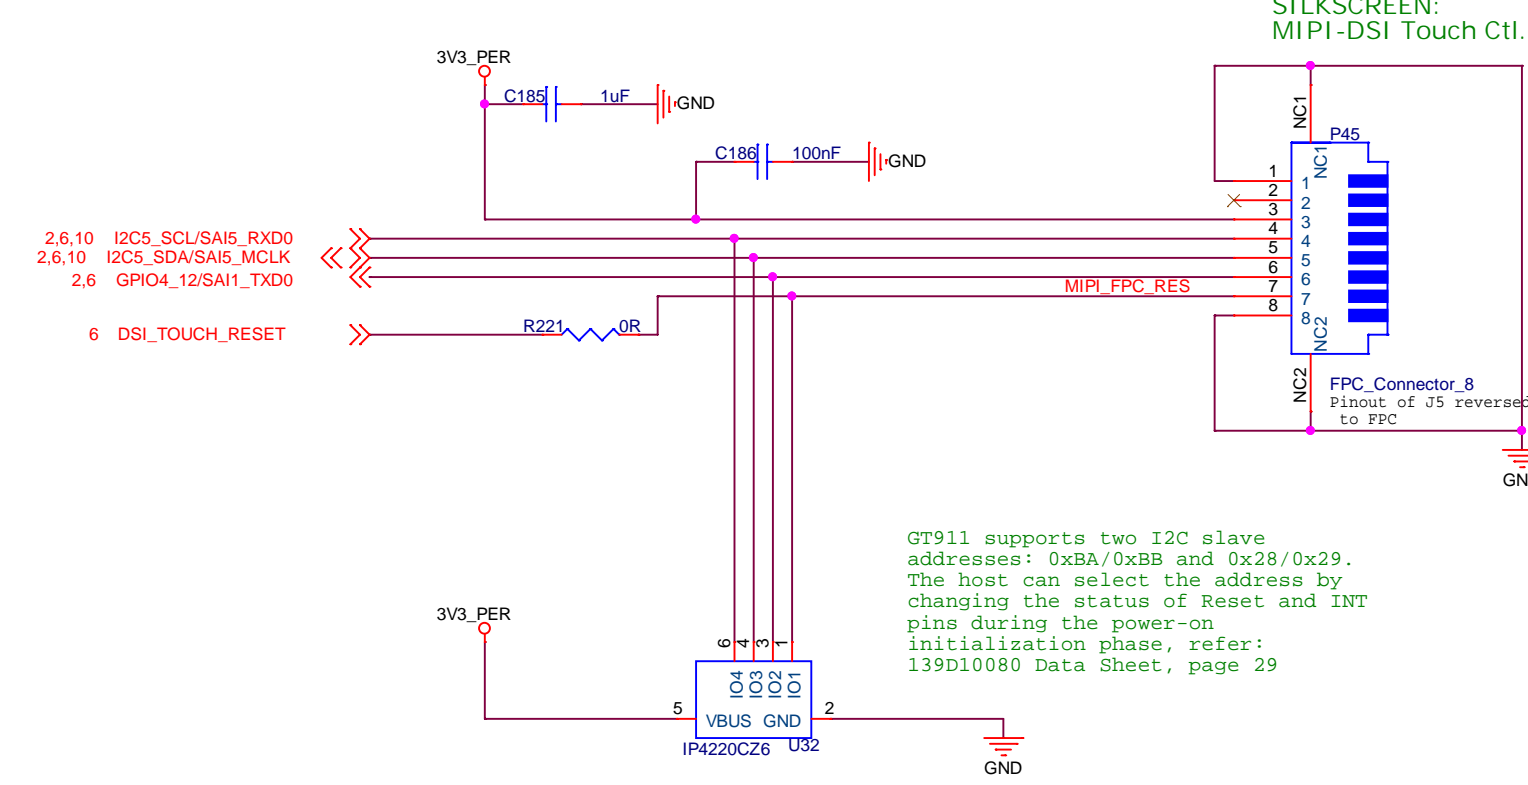 SILKSCREEN:
MIPI-DSI Touch Ctl.
3V3_PER
C185
1uF
GND
C186
100nF
GND
NC1
P45
NC1
1
1
2
2
3
3
4
4
5
5
6
6
7
7
8
8
NC2
NC2
2,6,10 I2C5_SCL/SAI5_RXD0
2,6,10 I2C5_SDA/SAI5_MCLK
2,6 GPIO4_12/SAI1_TXD0
MIPI_FPC_RES
6 DSI_TOUCH_RESET
R221
0R
FPC_Connector_8
Pinout of J5 reversed
to FPC
GN
GT911 supports two I2C slave
addresses: 0xBA/0xBB and 0x28/0x29.
The host can select the address by
changing the status of Reset and INT
pins during the power-on
initialization phase, refer:
139D10080 Data Sheet, page 29
3V3_PER
6
4
3
1
IO4
IO3
IO2
IO1
5
VBUS GND
2
IP4220CZ6
U32
GND